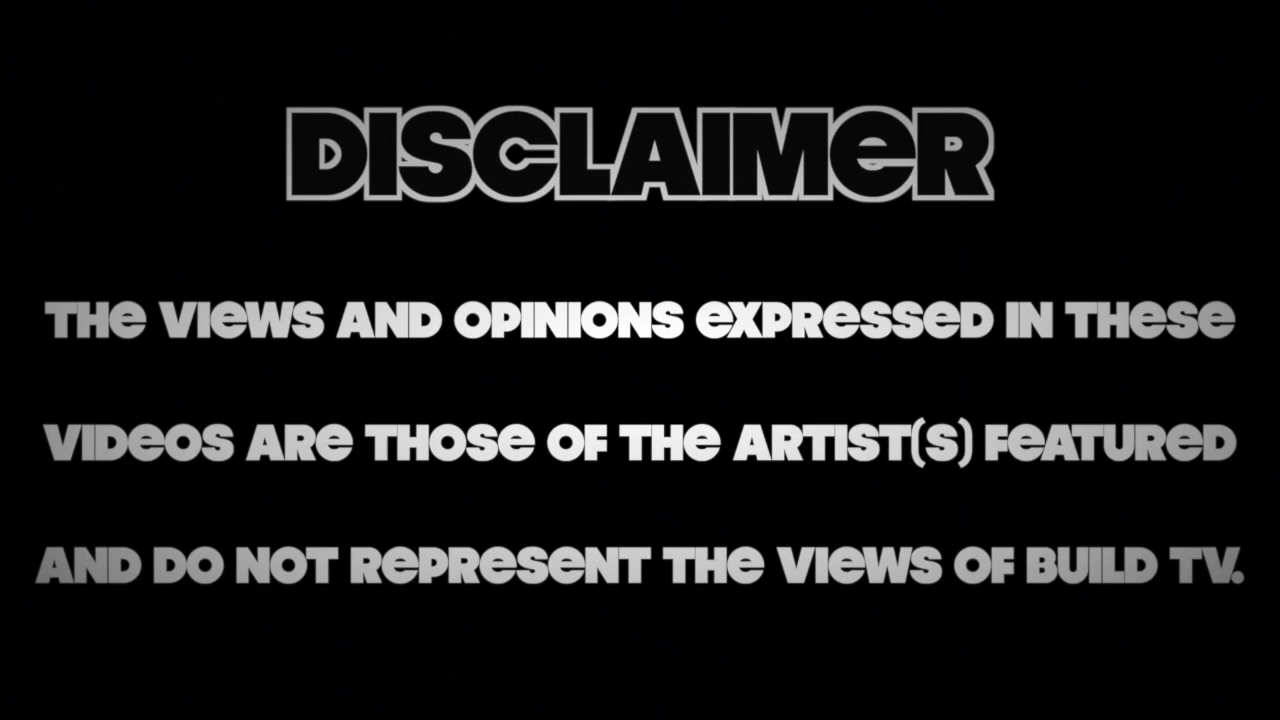 DISCLAIMER
THE VIEWS AND OPINIONS EXPRESSED IN THESE
VIDEOS ARE THOSE OF THE ARTIST(S) FEATURED
AND DO NOT REPRESENT THE VIEWS OF BUILD TV.